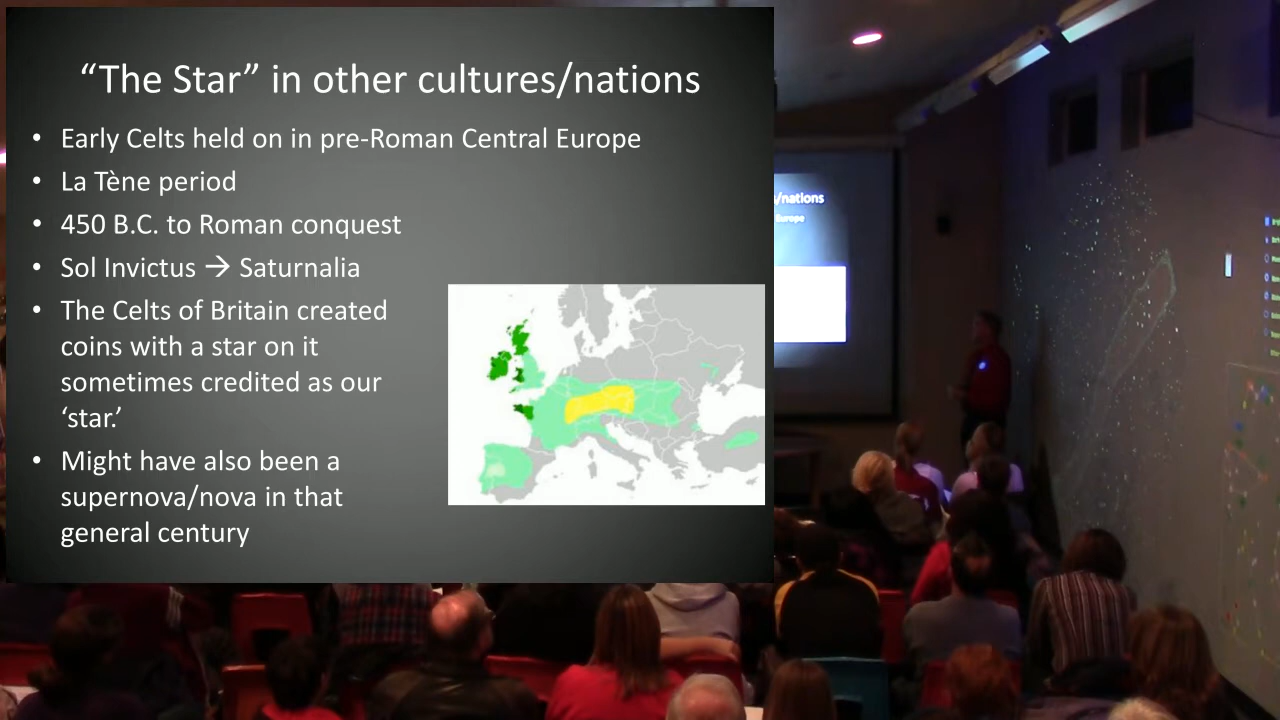 “The Star” in other cultures/nations
• Early Celts held on in pre-Roman Central Europe
• La Tène period
• 450 B.C. to Roman conquest
• Sol Invictus → Saturnalia
• The Celts of Britain created
coins with a star on it
sometimes credited as our
‘star.’
• Might have also been a
supernova/nova in that
general century
/nations
Europe